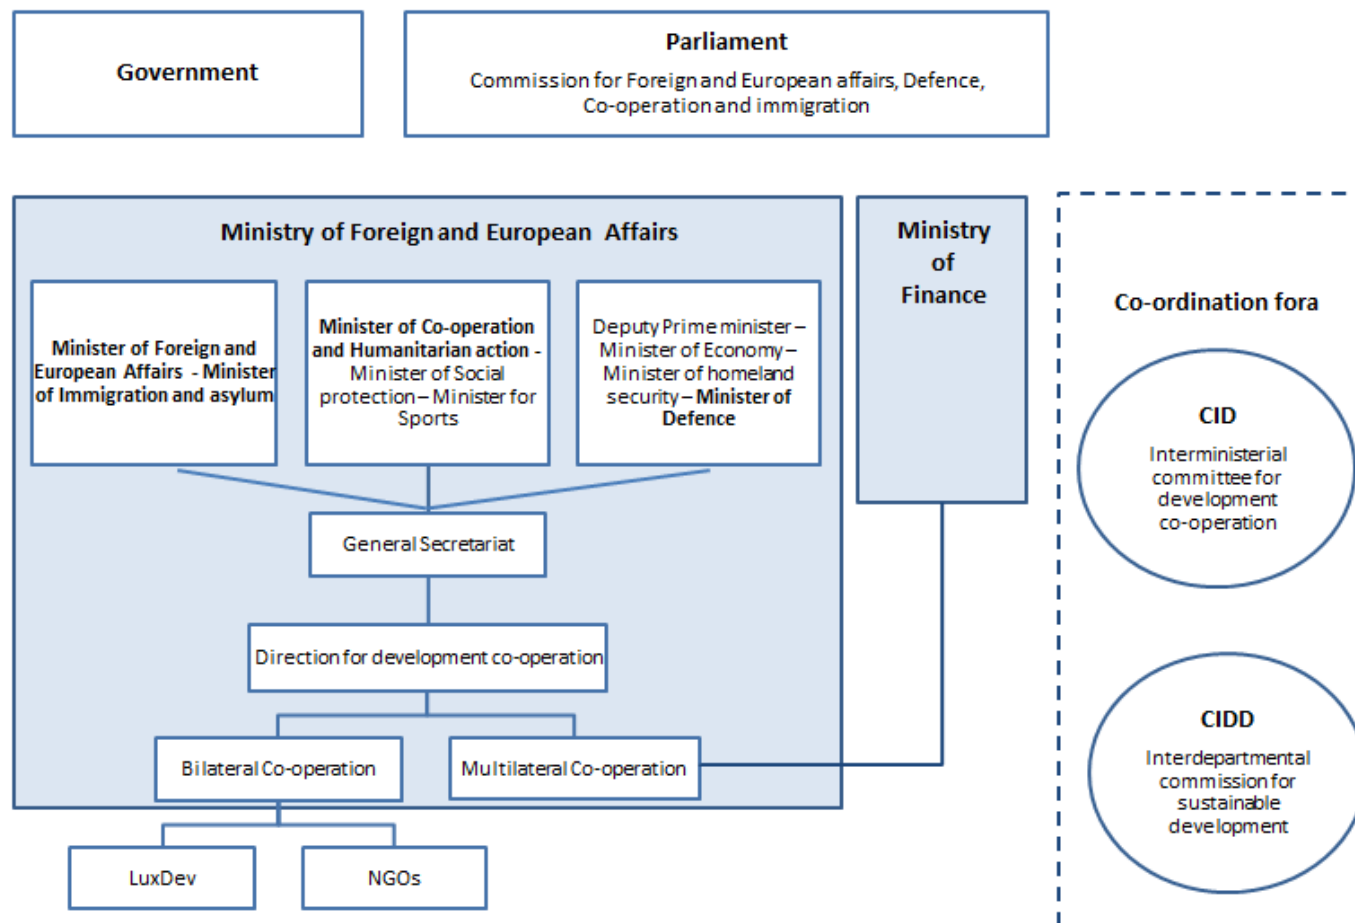 Government
Parliament
Commission for Foreign and European affairs, Defence,
Co-operation and immigration
Ministry of Foreign and European Affairs
Minister of Foreign and
European Affairs - Minister
of Immigration and asylum
Minister of Co-operation
and Humanitarian action -
Minister of Social
protection – Minister for
Sports
Deputy Prime minister –
Minister of Economy –
Minister of homeland
security – Minister of
Defence
General Secretariat
Direction for development co-operation
Bilateral Co-operation
Multilateral Co-operation
LuxDev
NGOs
Ministry
of
Finance
Co-ordination fora
CID
Interministerial
committee for
development
co-operation
CIDD
Interdepartmental
commission for
sustainable
development